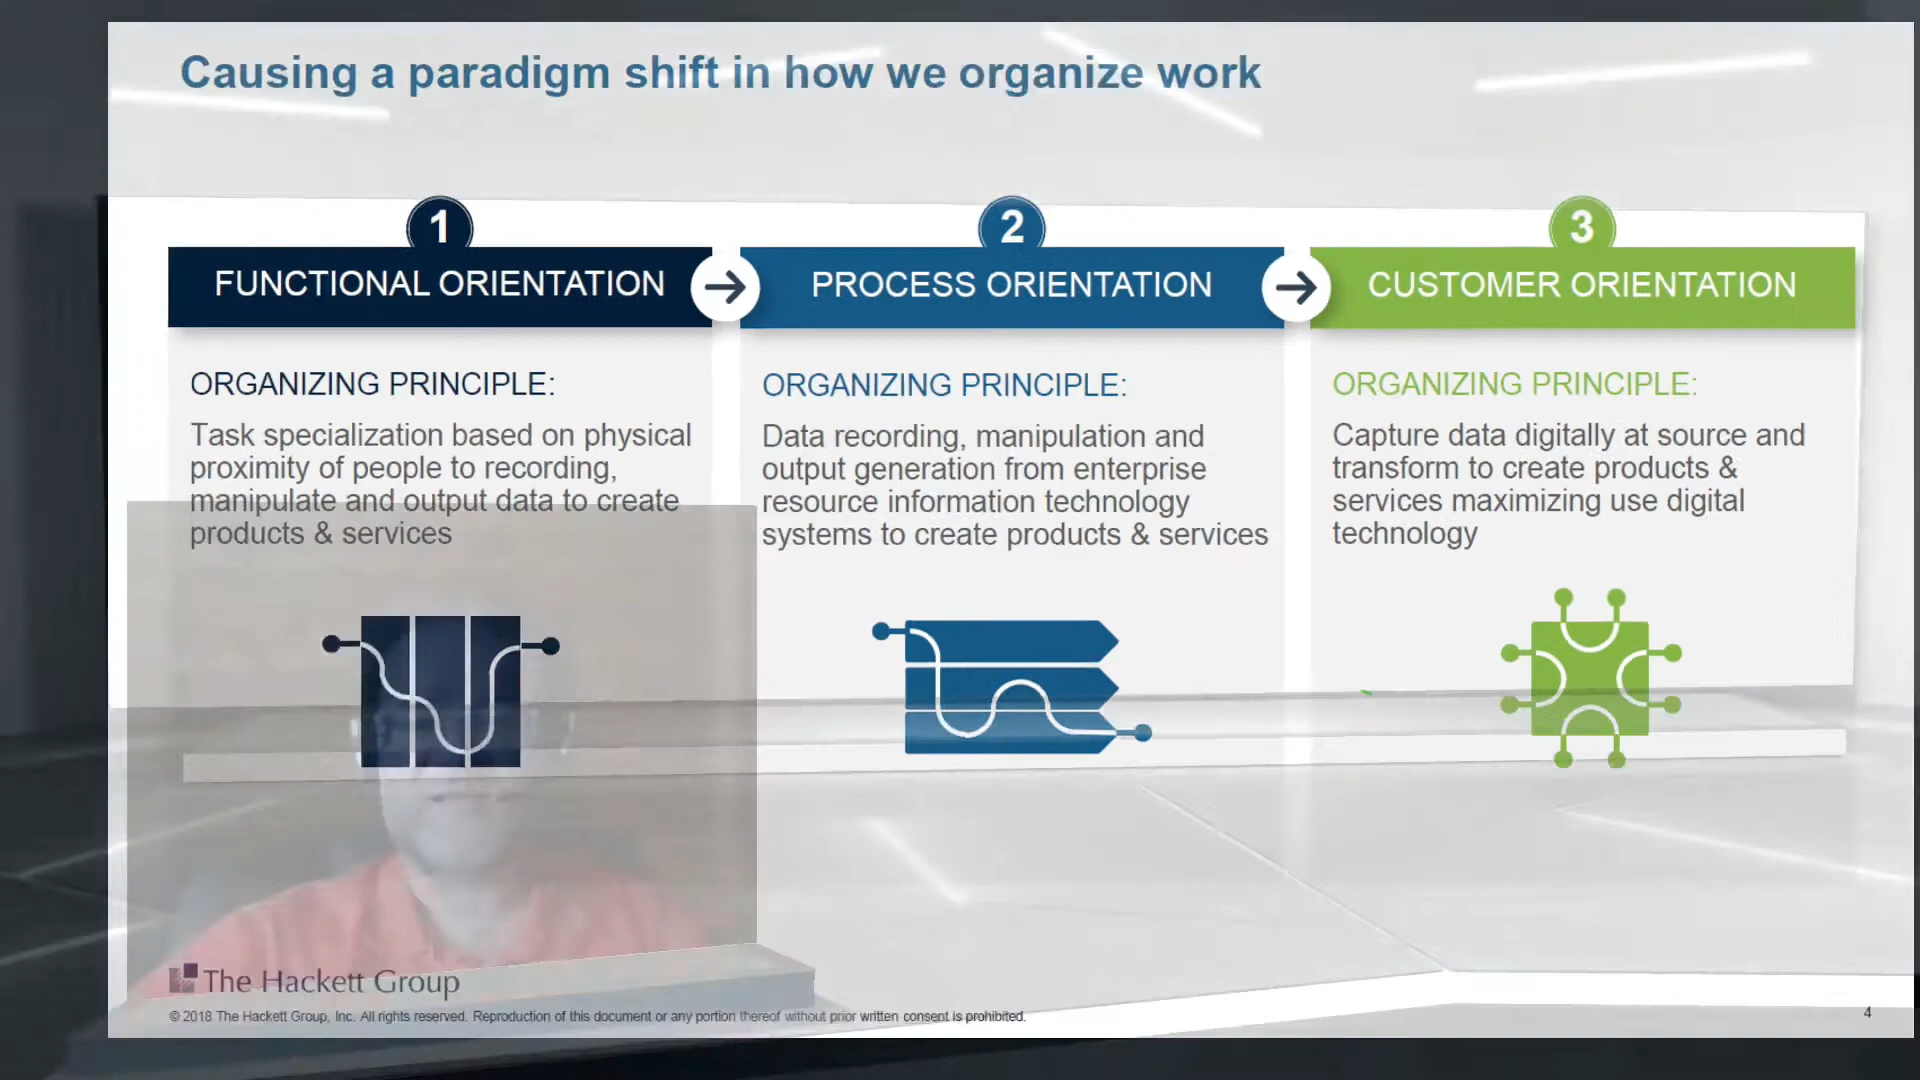 Causing a paradigm shift in how we organize work
1
FUNCTIONAL ORIENTATION
ORGANIZING PRINCIPLE:
Task specialization based on physical
proximity of people to recording,
manipulate and output data to create
products & services
2
PROCESS ORIENTATION
ORGANIZING PRINCIPLE:
Data recording, manipulation and
output generation from enterprise
resource information technology
systems to create products & services
3
CUSTOMER ORIENTATION
ORGANIZING PRINCIPLE:
Capture data digitally at source and
transform to create products &
services maximizing use digital
technology
The Hackett Group
© 2018 The Hackett Group, Inc. All rights reserved. Reproduction of this document or any portion thereof without prior written consent is prohibited.
4